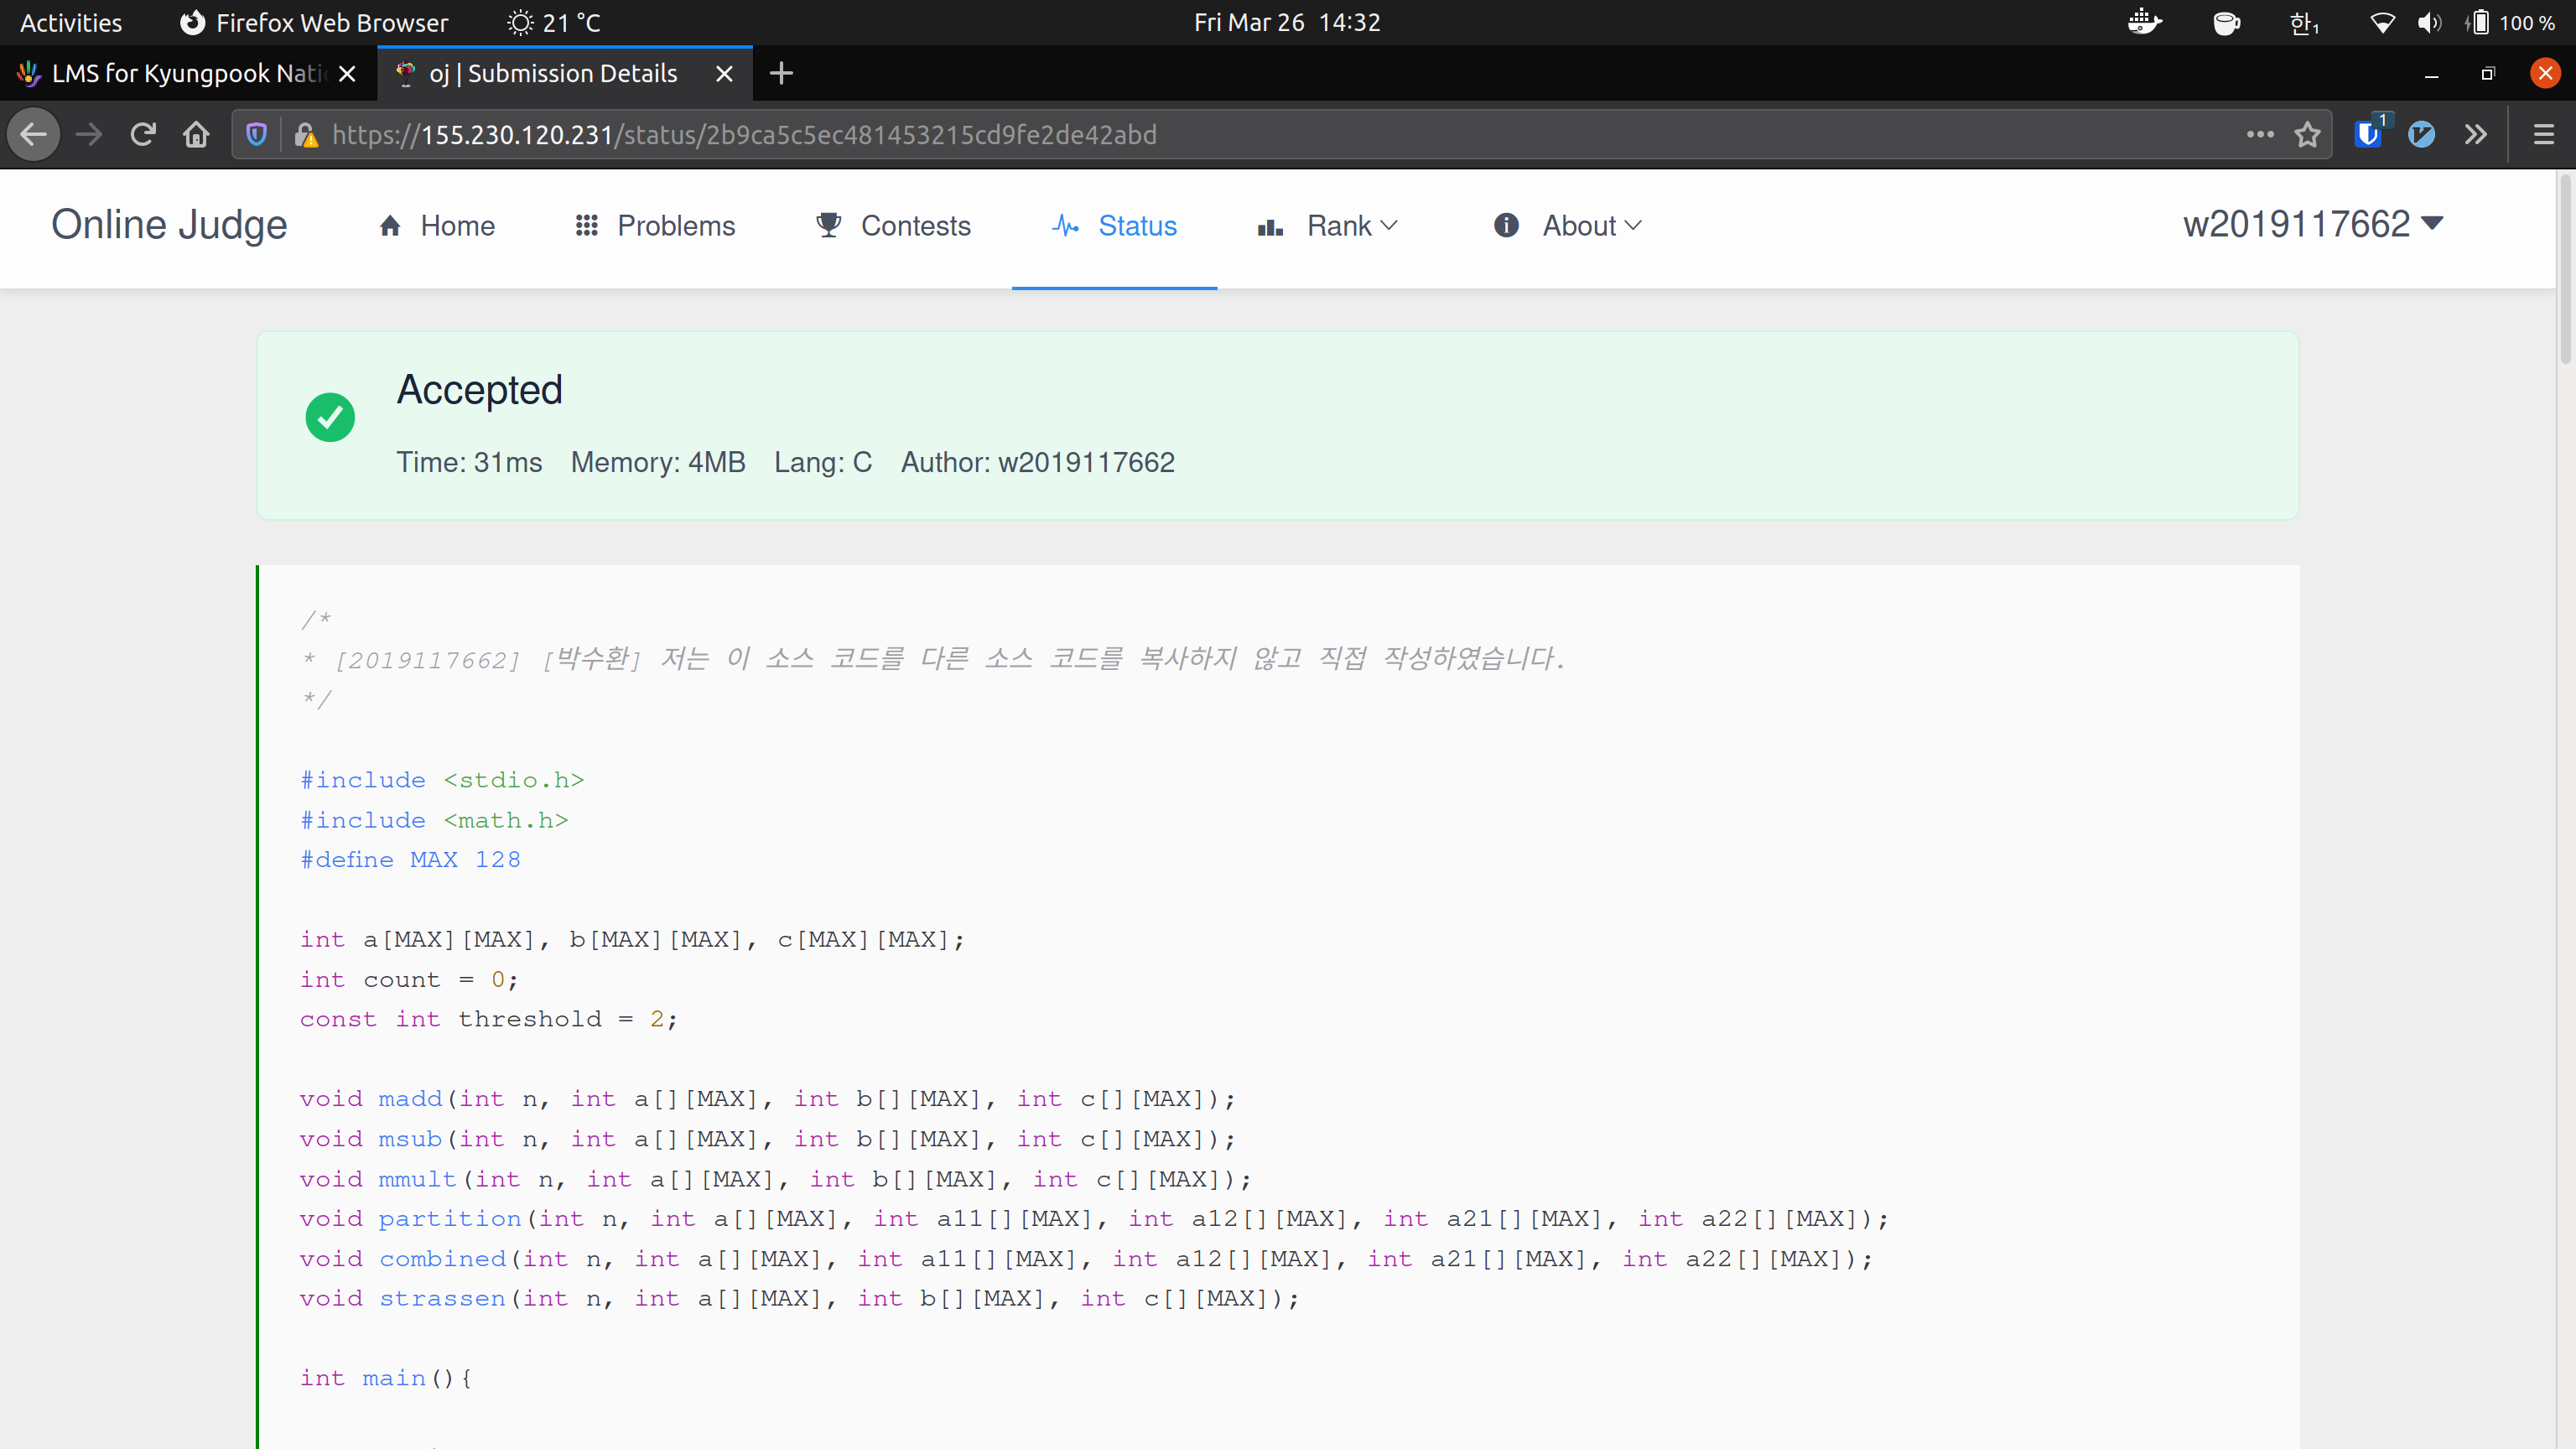 Activities
Firefox Web Browser
21 °C
Fri Mar 26 14:32
한1
100 %
LMS for Kyungpook Nati
oj | Submission Details
https://155.230.120.231/status/2b9ca5c5ec481453215cd9fe2de42abd
1
Online Judge
Home
Problems
Contests
Status
Rank
About
w2019117662
Accepted
Time: 31ms Memory: 4MB Lang: C Author: w2019117662
/*
* [2019117662] [박수환] 저는 이 소스 코드를 다른 소스 코드를 복사하지 않고 직접 작성하였습니다.
*/
#include <stdio.h>
#include <math.h>
#define MAX 128
int a[MAX][MAX], b[MAX][MAX], c[MAX][MAX];
int count = 0;
const int threshold = 2;
void madd(int n, int a[][MAX], int b[][MAX], int c[][MAX]);
void msub(int n, int a[][MAX], int b[][MAX], int c[][MAX]);
void mmult(int n, int a[][MAX], int b[][MAX], int c[][MAX]);
void partition(int n, int a[][MAX], int a11[][MAX], int a12[][MAX], int a21[][MAX], int a22[][MAX]);
void combined(int n, int a[][MAX], int a11[][MAX], int a12[][MAX], int a21[][MAX], int a22[][MAX]);
void strassen(int n, int a[][MAX], int b[][MAX], int c[][MAX]);
int main(){